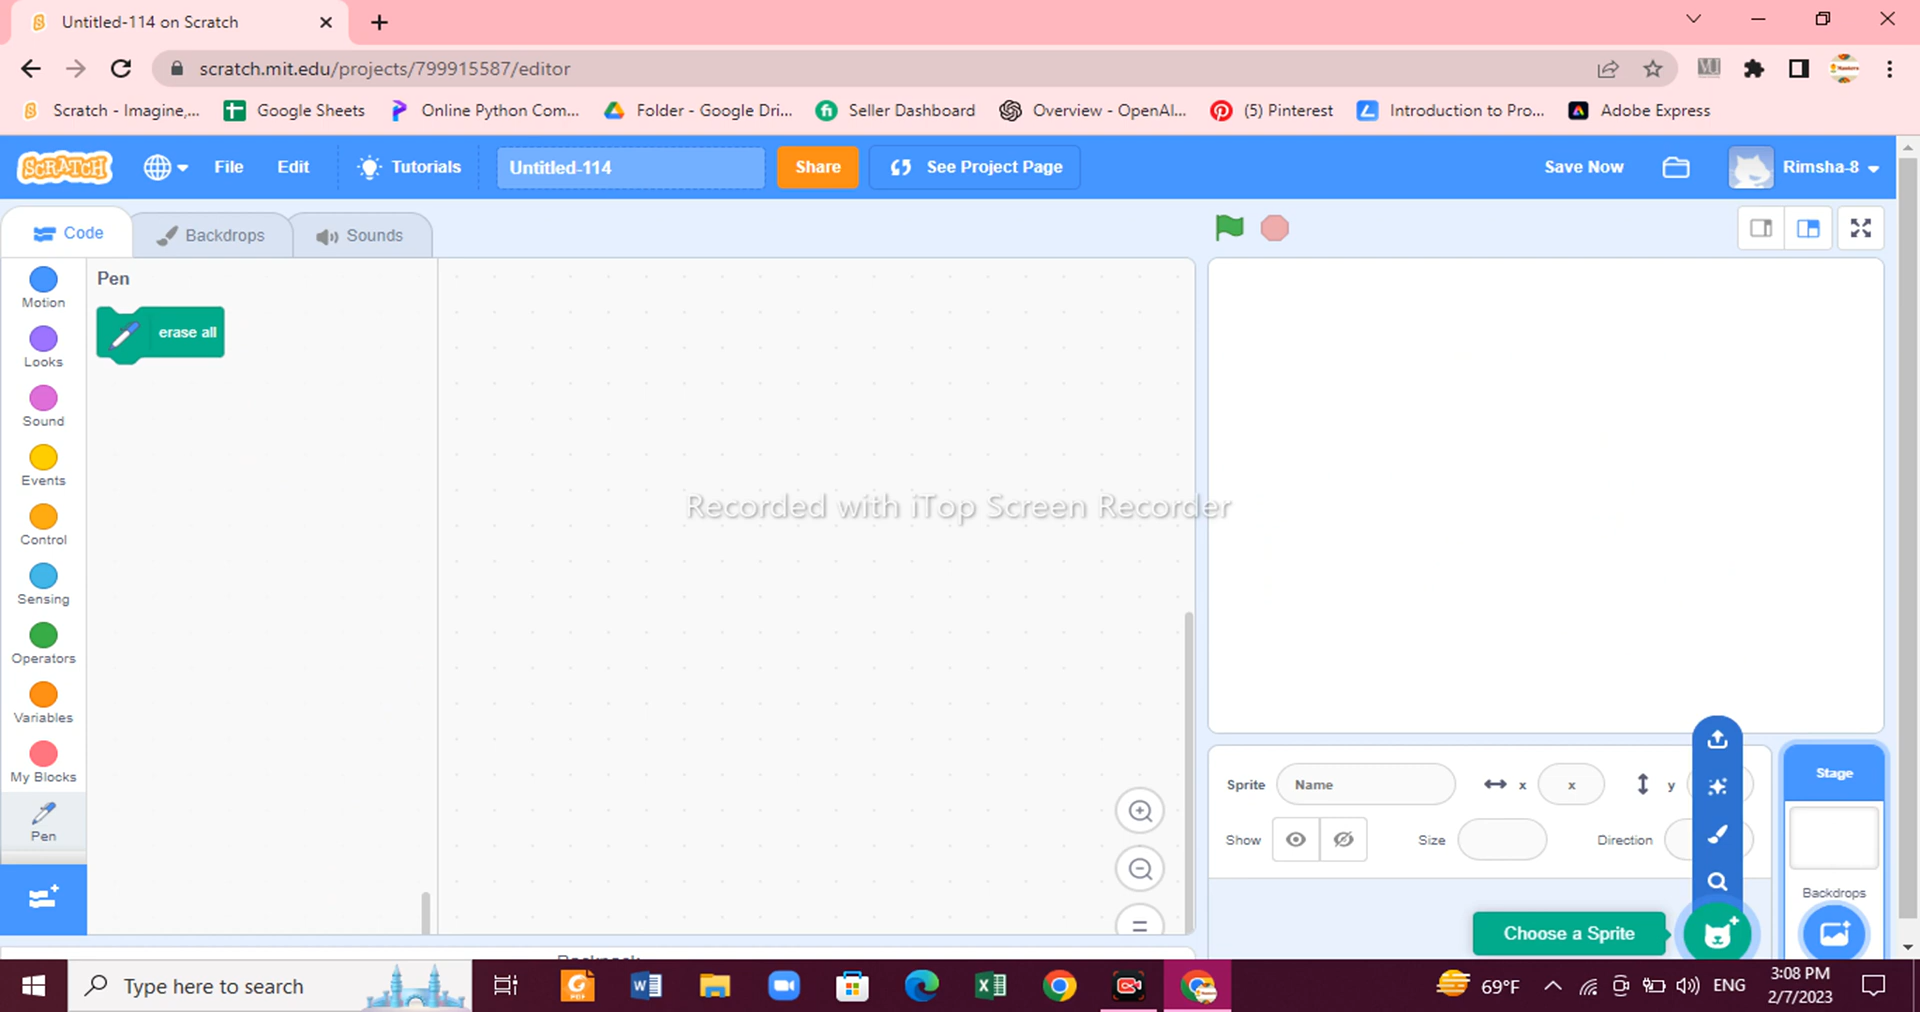 Untitled-114 on Scratch
scratch.mit.edu/projects/799915587/editor
Scratch - Imagine,...
Google Sheets
Online Python Com...
Folder - Google Dri...
Seller Dashboard
Overview - OpenAI...
(5) Pinterest
Introduction to Pro...
Adobe Express
SCRATCH
File
Edit
Tutorials
Untitled-114
Share
See Project Page
Save Now
Rimsha-8
Code
Backdrops
Sounds
Motion
Looks
Sound
Events
Control
Sensing
Operators
Variables
My Blocks
Pen
Pen
erase all
Recorded with iTop Screen Recorder
Sprite
Name
x
x
y
Show
Size
Direction
Stage
Backdrops
Choose a Sprite
Type here to search
69°F
ENG
3:08 PM
2/7/2023